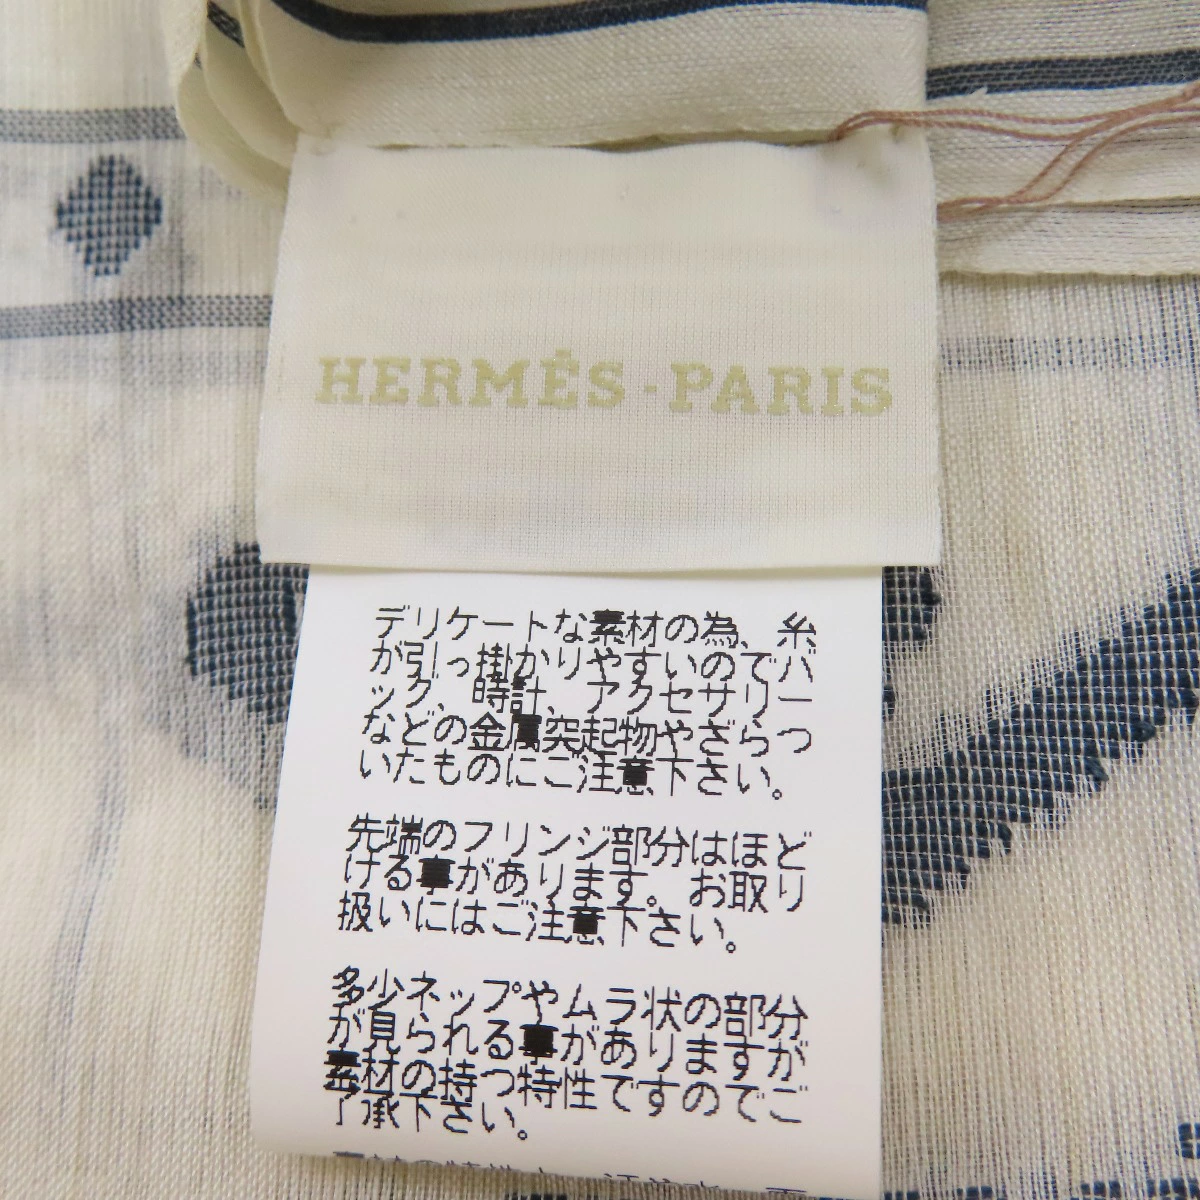 HERMÈS-PARIS
デリケートな素材の為、糸
が引っ掛かりやすいのでバ
ッグ、時計、アクセサリー
などの金属突起物やざらつ
いたものにご注意下さい。
先端のフリンジ部分はほど
ける事があります。お取り
扱いにはご注意下さい。
多少ネップやムラ状の部分
が見られる事がありますが
素材の持つ特性ですのでご
了承下さい。